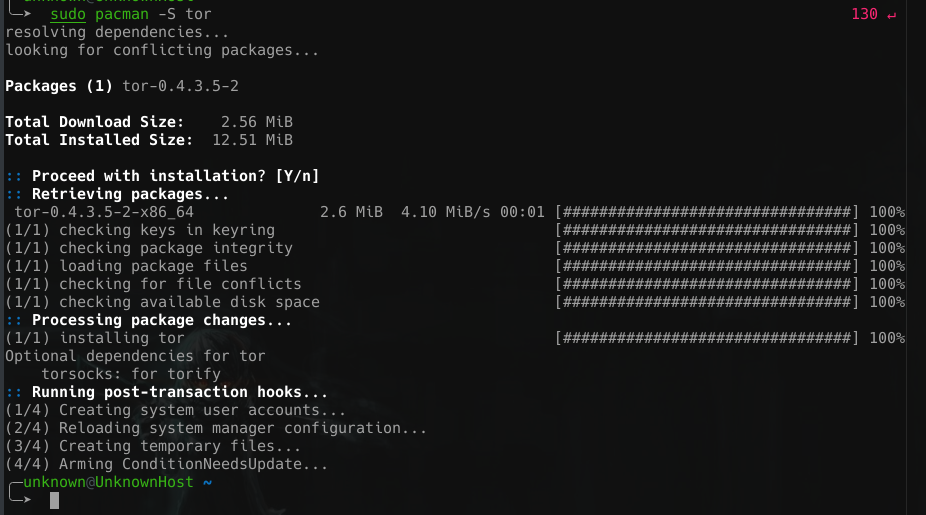 unknown@UnknownHost
╰─➤  sudo pacman -S tor 130 ↵
resolving dependencies...
looking for conflicting packages...
Packages (1) tor-0.4.3.5-2
Total Download Size:    2.56 MiB
Total Installed Size:  12.51 MiB
:: Proceed with installation? [Y/n]
:: Retrieving packages...
 tor-0.4.3.5-2-x86_64              2.6 MiB  4.10 MiB/s 00:01 [################################] 100%
(1/1) checking keys in keyring                               [################################] 100%
(1/1) checking package integrity                             [################################] 100%
(1/1) loading package files                                  [################################] 100%
(1/1) checking for file conflicts                            [################################] 100%
(1/1) checking available disk space                          [################################] 100%
:: Processing package changes...
(1/1) installing tor                                         [################################] 100%
Optional dependencies for tor
    torsocks: for torify
:: Running post-transaction hooks...
(1/4) Creating system user accounts...
(2/4) Reloading system manager configuration...
(3/4) Creating temporary files...
(4/4) Arming ConditionNeedsUpdate...
╭─unknown@UnknownHost ~
╰─➤